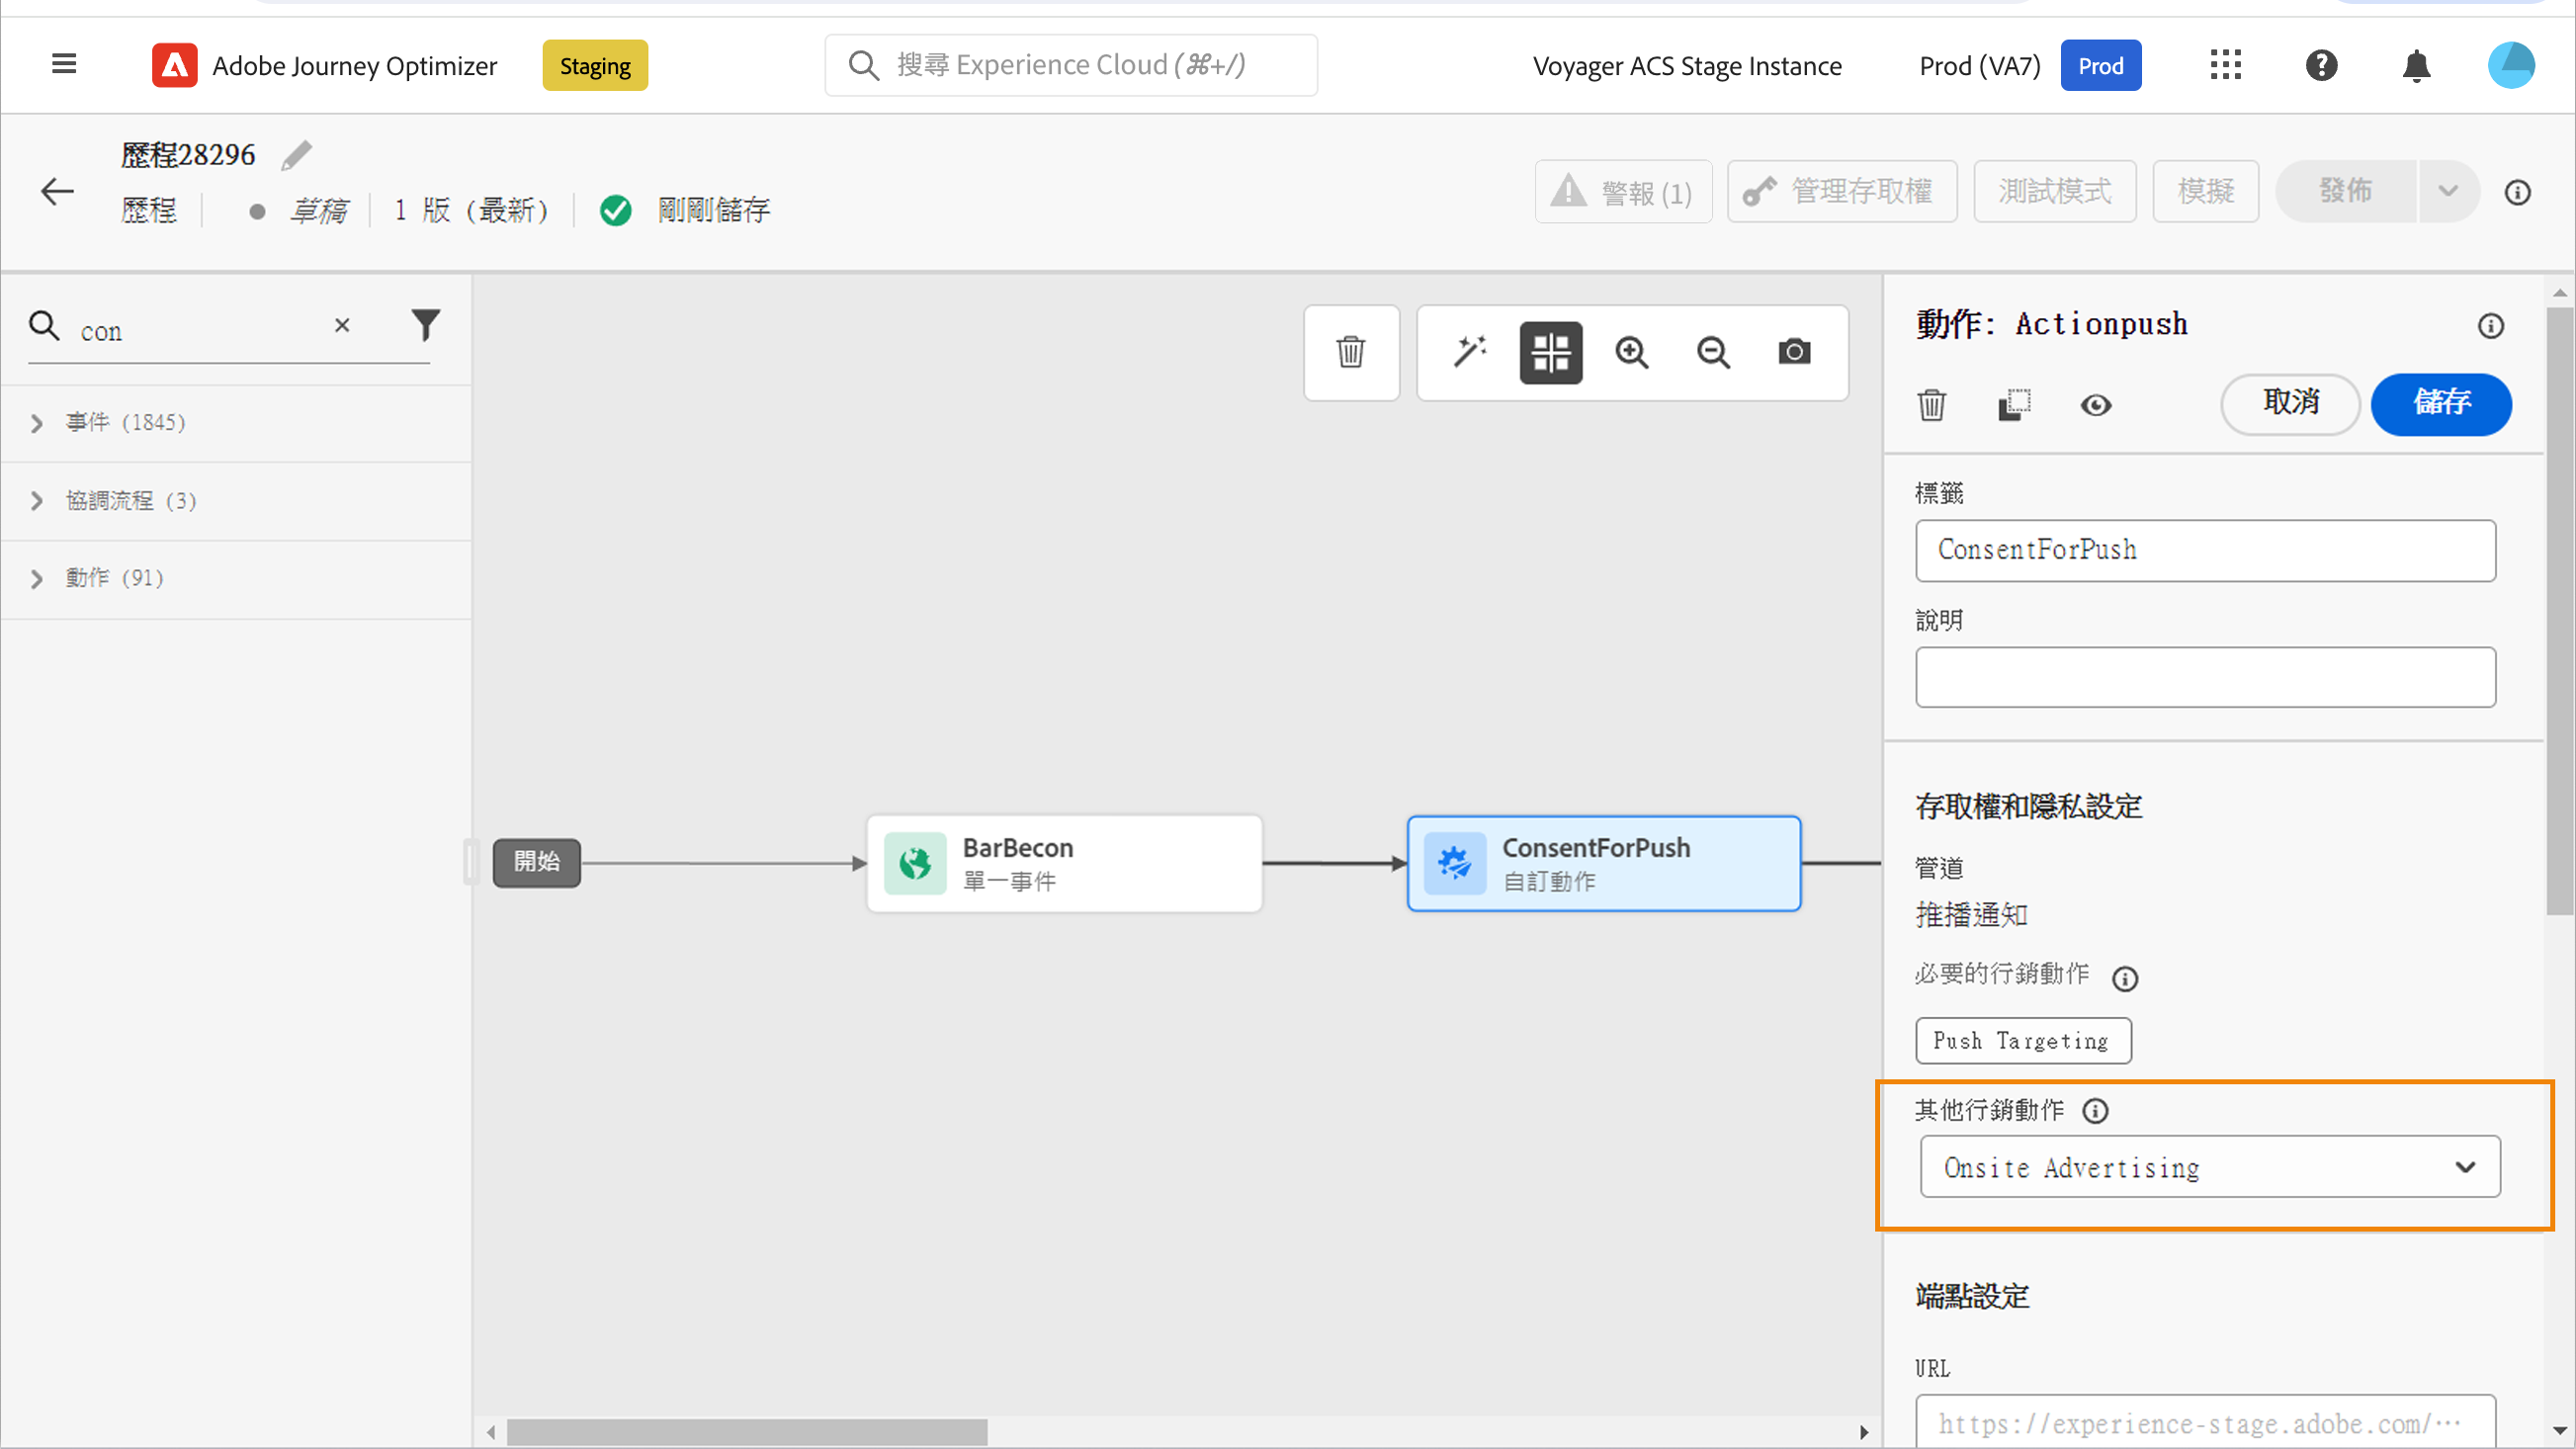 Adobe Journey Optimizer
Staging
搜尋 Experience Cloud (⌘+/)
Voyager ACS Stage Instance
Prod (VA7)
Prod
歷程28296
歷程
草稿
1 版 (最新)
剛剛儲存
警報 (1)
管理存取權
測試模式
模擬
發佈
con
事件 (1845)
協調流程 (3)
動作 (91)
開始
BarBecon
單一事件
ConsentForPush
自訂動作
動作: Actionpush
取消
儲存
標籤
ConsentForPush
說明
存取權和隱私設定
管道
推播通知
必要的行銷動作
Push Targeting
其他行銷動作
Onsite Advertising
端點設定
URL
https://experience-stage.adobe.com/…